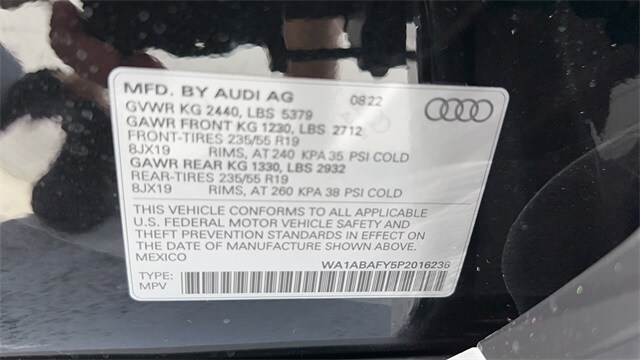 MFD. BY AUDI AG 08.22
GVWR KG 2440, LBS 5379
GAWR FRONT KG 1230, LBS 2712
FRONT-TIRES 235/55 R19
8JX19 RIMS, AT 240 KPA 35 PSI COLD
GAWR REAR KG 1330, LBS 2932
REAR-TIRES 235/55 R19
8JX19 RIMS, AT 260 KPA 38 PSI COLD
THIS VEHICLE CONFORMS TO ALL APPLICABLE
U.S. FEDERAL MOTOR VEHICLE SAFETY AND
THEFT PREVENTION STANDARDS IN EFFECT ON
THE DATE OF MANUFACTURE SHOWN ABOVE.
MEXICO WA1ABAFY5P2016236
TYPE:
MPV